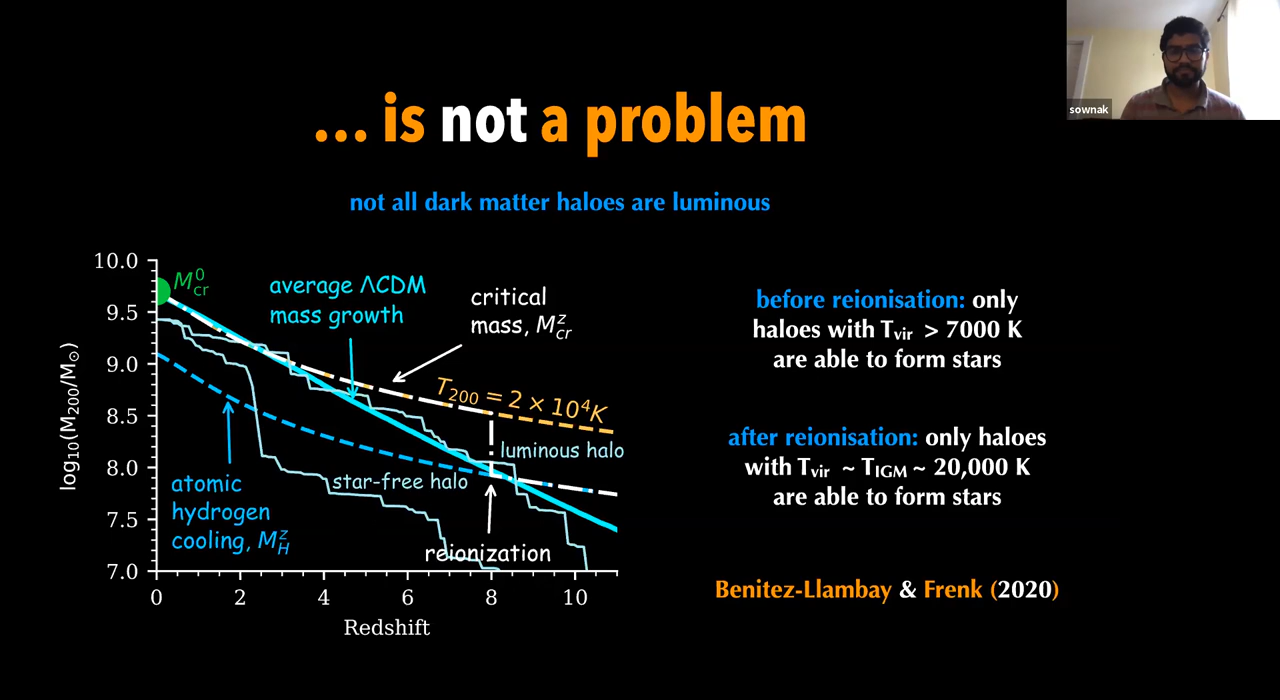 sownak
... is not a problem
not all dark matter haloes are luminous
10.0
9.5
9.0
8.5
8.0
7.5
7.0
log₁₀(M₂₀₀/M☉)
M⁰cr
average ΛCDM
mass growth
critical
mass, Mᶻcr
T₂₀₀ = 2 × 10⁴K
luminous halo
star-free halo
atomic
hydrogen
cooling, Mᶻ_H
reionization
0 2 4 6 8 10
Redshift
before reionisation: only
haloes with Tvir > 7000 K
are able to form stars
after reionisation: only haloes
with Tvir ~ TIGM ~ 20,000 K
are able to form stars
Benitez-Llambay & Frenk (2020)